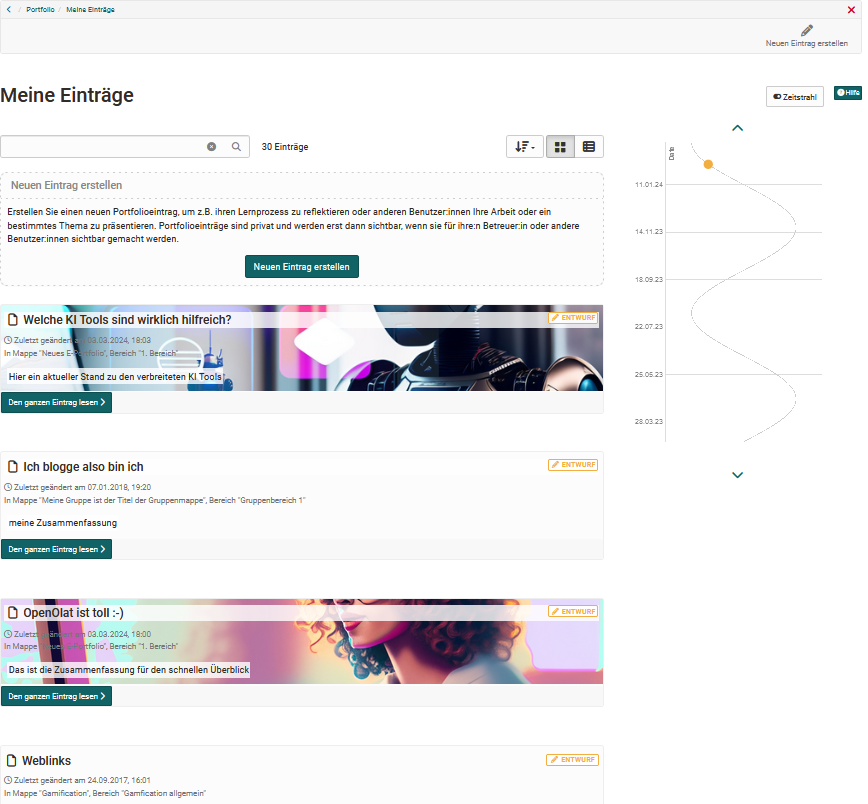 Portfolio / Meine Einträge
Neuen Eintrag erstellen
Meine Einträge
Zeitstrahl
Hilfe
30 Einträge
Neuen Eintrag erstellen
Erstellen Sie einen neuen Portfolioeintrag, um z.B. ihren Lernprozess zu reflektieren oder anderen Benutzer:innen Ihre Arbeit oder ein
bestimmtes Thema zu präsentieren. Portfolioeinträge sind privat und werden erst dann sichtbar, wenn sie für ihre:n Betreuer:in oder andere
Benutzer:innen sichtbar gemacht werden.
Neuen Eintrag erstellen
Welche KI Tools sind wirklich hilfreich?
ENTWURF
Zuletzt geändert am 03.03.2024, 18:03
In Mappe "Neues E-Portfolio", Bereich "1. Bereich"
Hier ein aktueller Stand zu den verbreiteten KI Tools
Den ganzen Eintrag lesen
Ich blogge also bin ich
ENTWURF
Zuletzt geändert am 07.01.2018, 19:20
In Mappe "Meine Gruppe ist der Titel der Gruppenmappe", Bereich "Gruppenbereich 1"
meine Zusammenfassung
Den ganzen Eintrag lesen
OpenOlat ist toll :-)
ENTWURF
Zuletzt geändert am 03.03.2024, 18:00
In Mappe "Neues E-Portfolio", Bereich "1. Bereich"
Das ist die Zusammenfassung für den schnellen Überblick
Den ganzen Eintrag lesen
Weblinks
ENTWURF
Zuletzt geändert am 24.09.2017, 16:01
In Mappe "Gamification", Bereich "Gamfication allgemein"
Date
11.01.24
14.11.23
18.09.23
22.07.23
25.05.23
28.03.23